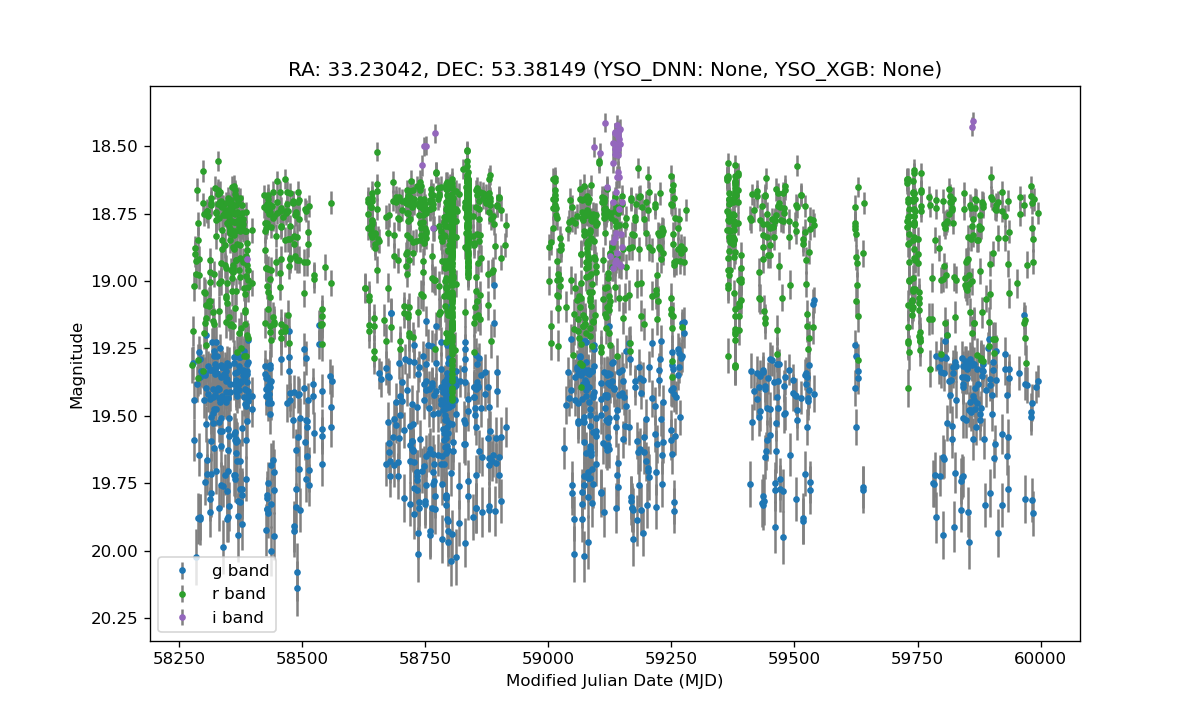 RA: 33.23042, DEC: 53.38149 (YSO_DNN: None, YSO_XGB: None)
18.50
18.75
19.00
19.25
19.50
19.75
20.00
20.25
Magnitude
g band
r band
i band
58250 58500 58750 59000 59250 59500 59750 60000
Modified Julian Date (MJD)